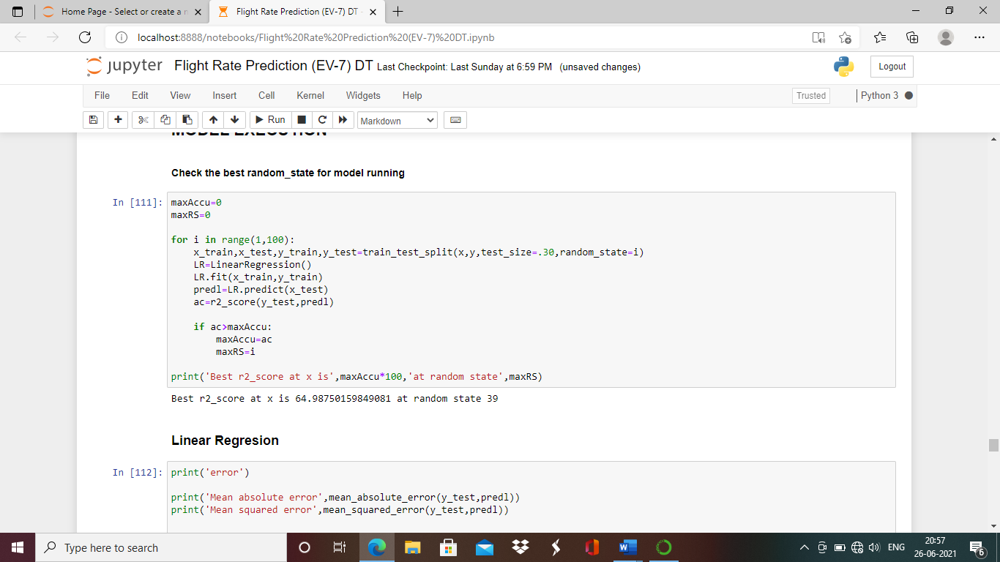 Home Page - Select or create a n
Flight Rate Prediction (EV-7) DT -
localhost:8888/notebooks/Flight%20Rate%20Prediction%20(EV-7)%20DT.ipynb
jupyter Flight Rate Prediction (EV-7) DT Last Checkpoint: Last Sunday at 6:59 PM (unsaved changes)
Logout
File Edit View Insert Cell Kernel Widgets Help
Trusted
Python 3
Run
Markdown
MODEL EXECUTION
Check the best random_state for model running
In [111]:
maxAccu=0
maxRS=0
for i in range(1,100):
x_train,x_test,y_train,y_test=train_test_split(x,y,test_size=.30,random_state=i)
LR=LinearRegression()
LR.fit(x_train,y_train)
predl=LR.predict(x_test)
ac=r2_score(y_test,predl)
if ac>maxAccu:
maxAccu=ac
maxRS=i
print('Best r2_score at x is',maxAccu*100,'at random state',maxRS)
Best r2_score at x is 64.98750159849081 at random state 39
Linear Regresion
In [112]:
print('error')
print('Mean absolute error',mean_absolute_error(y_test,predl))
print('Mean squared error',mean_squared_error(y_test,predl))
Type here to search
ENG
20:57
26-06-2021
6